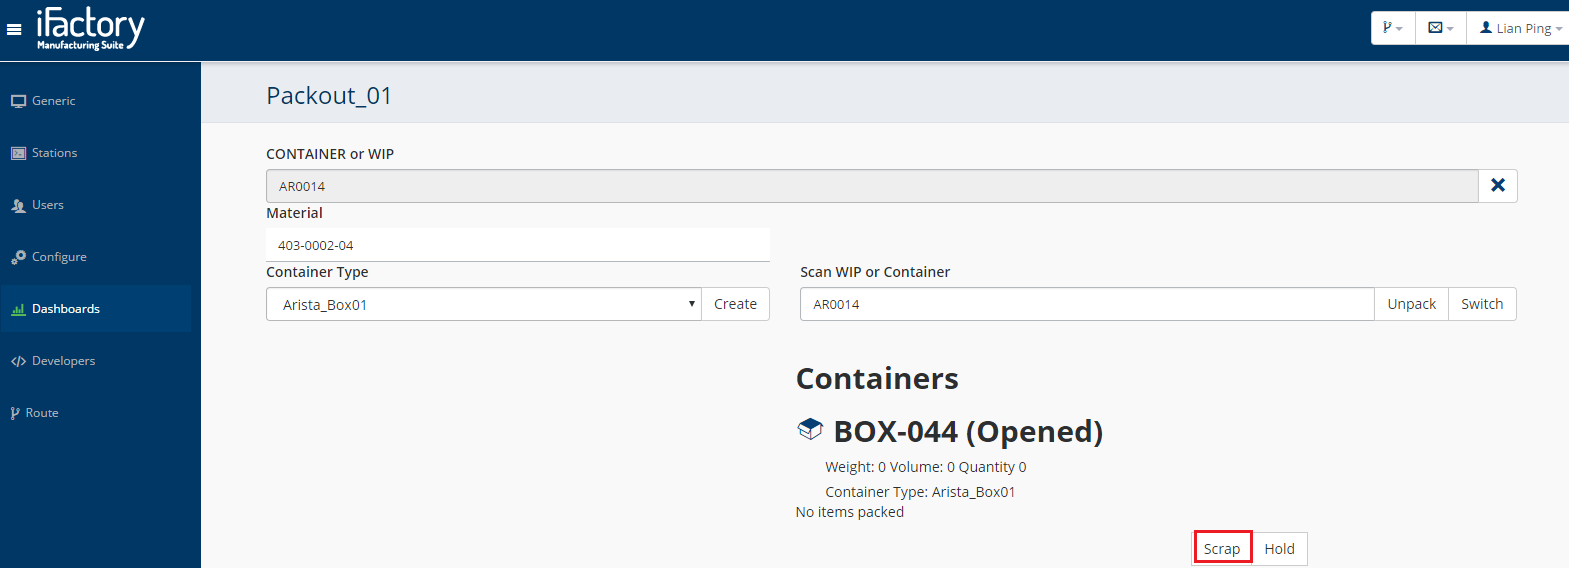 iFactory
Manufacturing Suite
Lian Ping
Generic
Stations
Users
Configure
Dashboards
Developers
Route
Packout_01
CONTAINER or WIP
AR0014
Material
403-0002-04
Container Type
Arista_Box01
Create
Scan WIP or Container
AR0014
Unpack
Switch
Containers
BOX-044 (Opened)
Weight: 0 Volume: 0 Quantity 0
Container Type: Arista_Box01
No items packed
Scrap
Hold